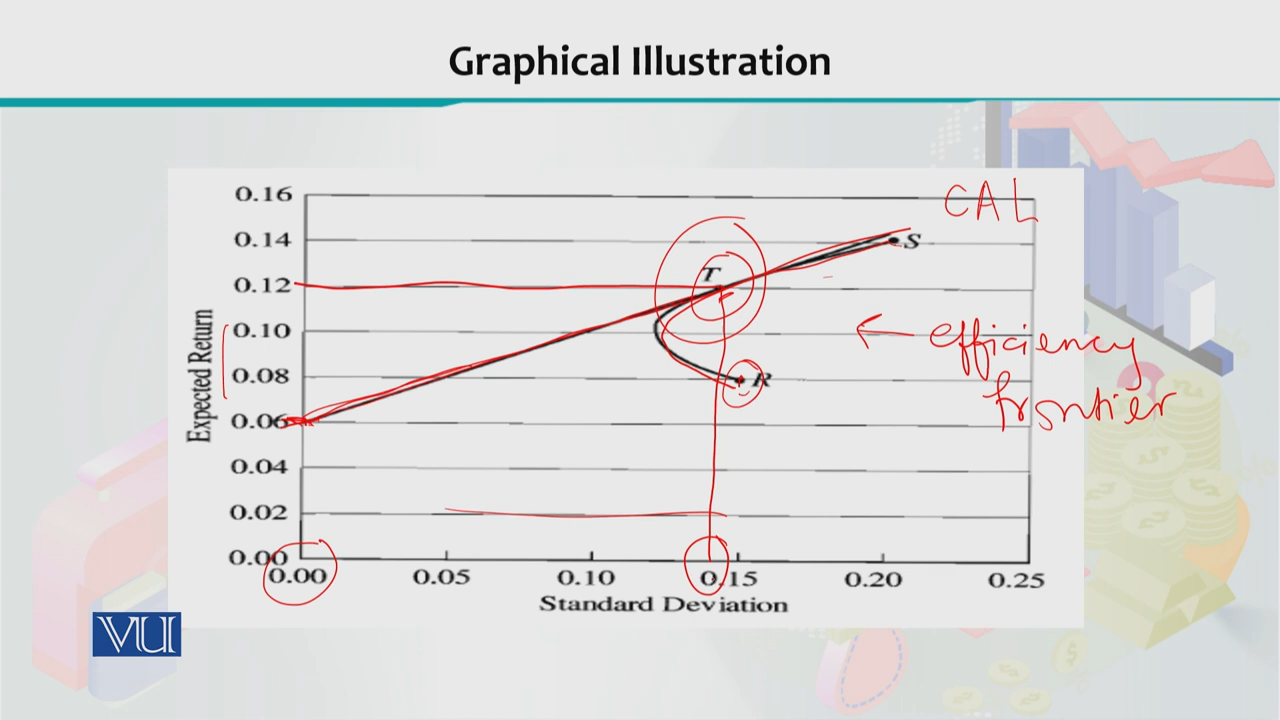 Graphical Illustration
0.16
CAL
0.14
S
T
0.12
Expected Return
0.10
efficiency
frontier
0.08
R
0.06
0.04
0.02
0.00
0.00 0.05 0.10 0.15 0.20 0.25
Standard Deviation
VU